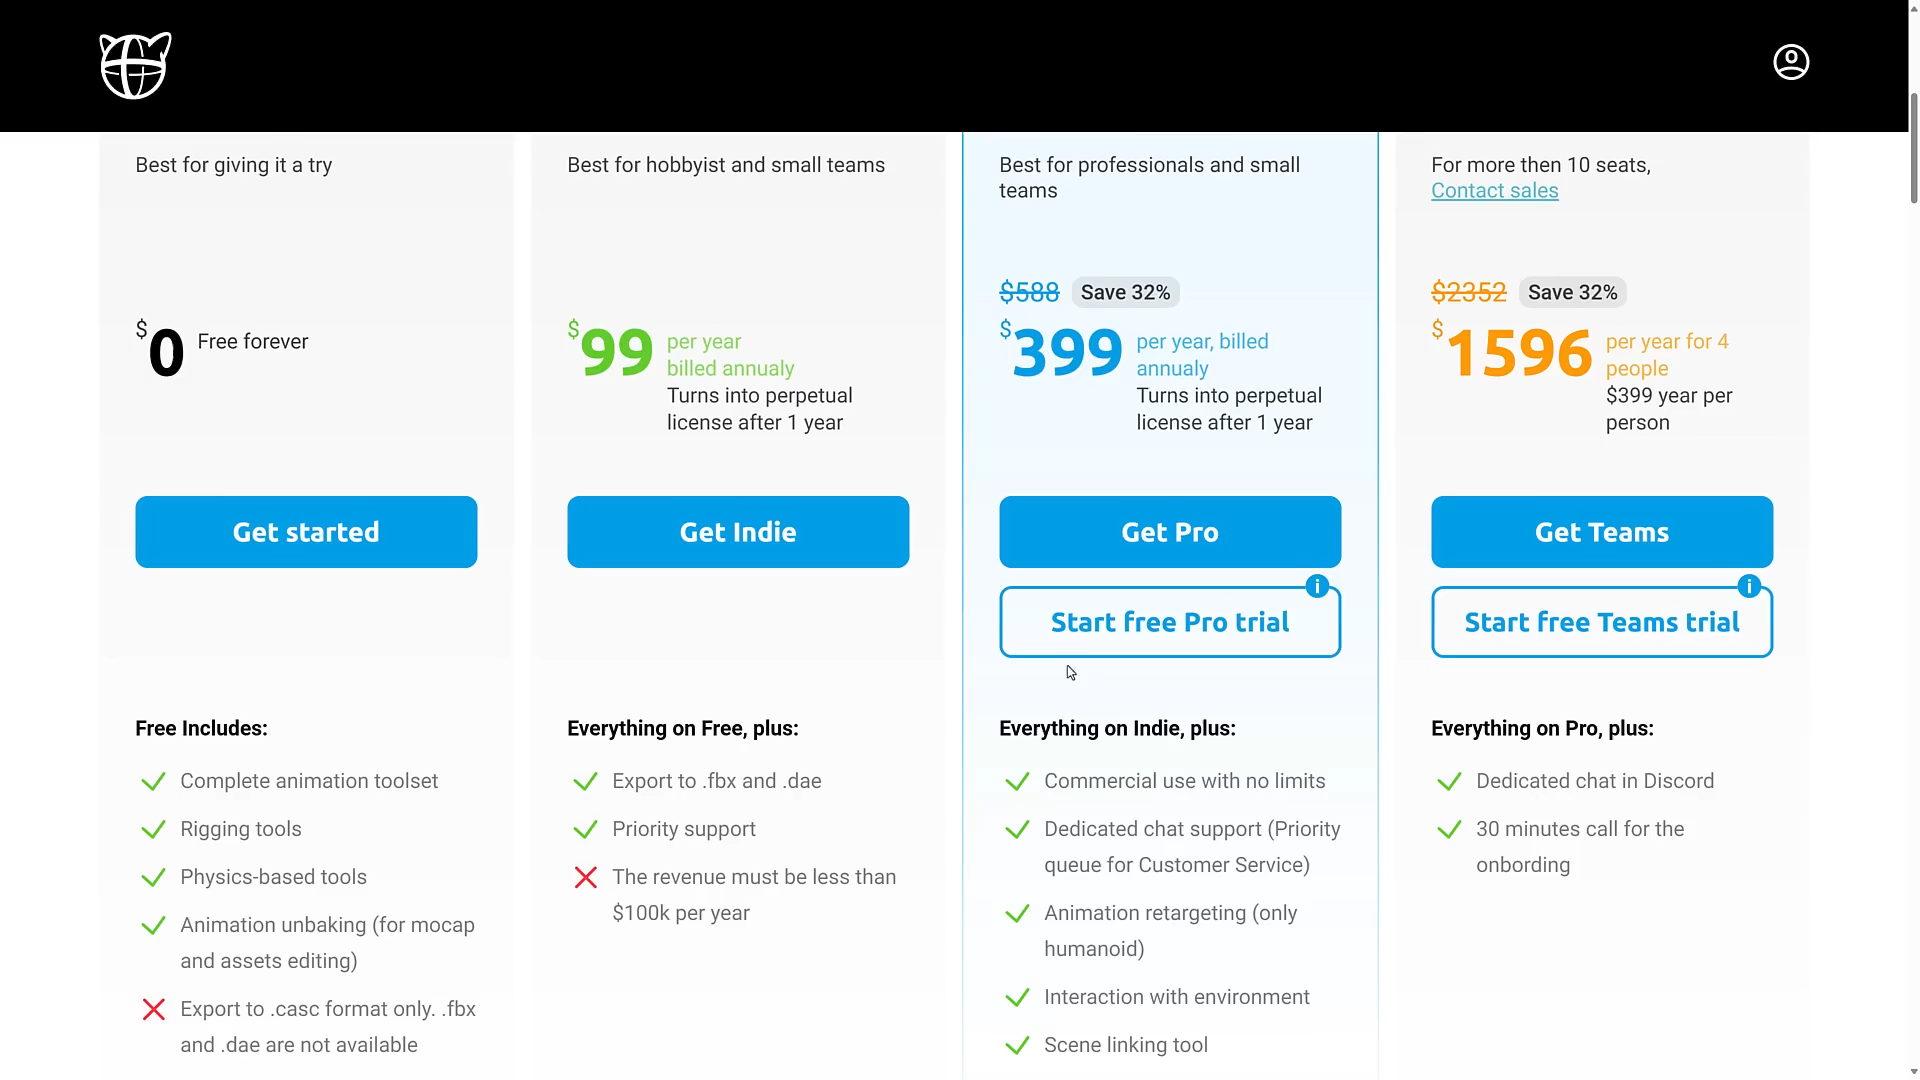 Best for giving it a try
$
0 Free forever
Get started
Free Includes:
Complete animation toolset
Rigging tools
Physics-based tools
Animation unbaking (for mocap
and assets editing)
Export to .casc format only. .fbx
and .dae are not available
Best for hobbyist and small teams
$
99 per year
billed annualy
Turns into perpetual
license after 1 year
Get Indie
Everything on Free, plus:
Export to .fbx and .dae
Priority support
The revenue must be less than
$100k per year
Best for professionals and small
teams
$588 Save 32%
$
399 per year, billed
annualy
Turns into perpetual
license after 1 year
Get Pro
i
Start free Pro trial
Everything on Indie, plus:
Commercial use with no limits
Dedicated chat support (Priority
queue for Customer Service)
Animation retargeting (only
humanoid)
Interaction with environment
Scene linking tool
For more then 10 seats,
Contact sales
$2352 Save 32%
$
1596 per year for 4
people
$399 year per
person
Get Teams
i
Start free Teams trial
Everything on Pro, plus:
Dedicated chat in Discord
30 minutes call for the
onbording